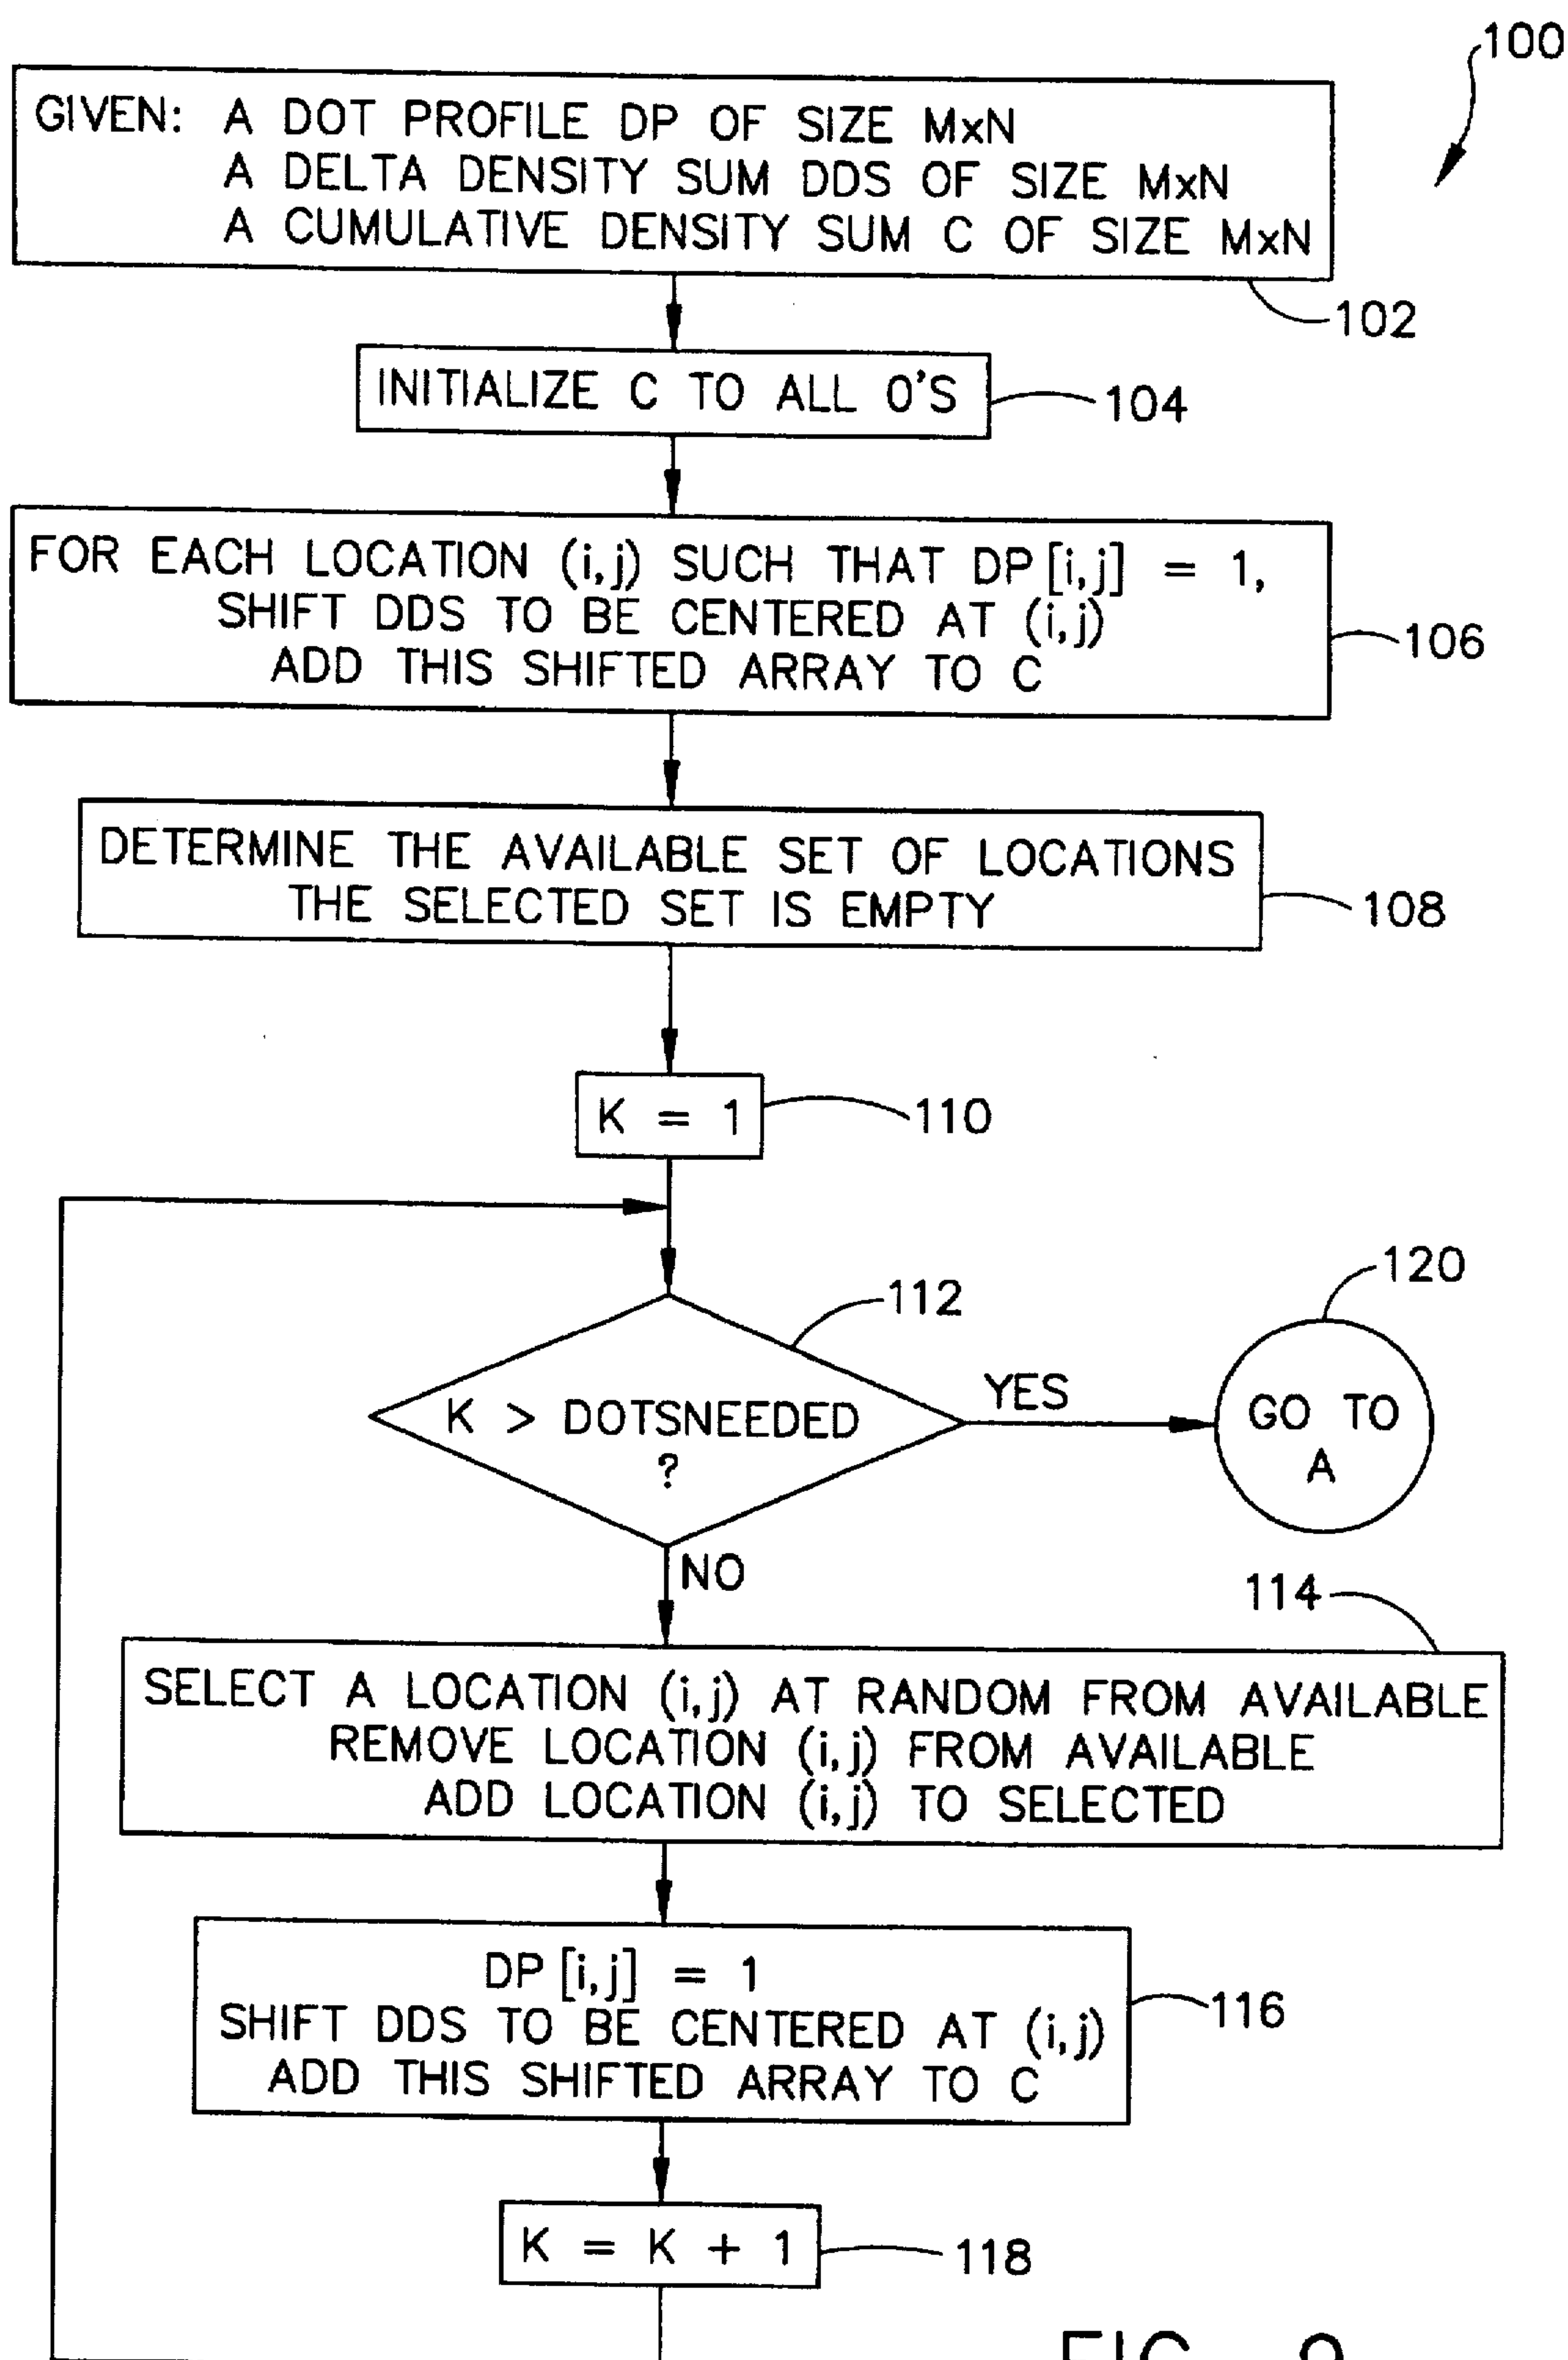 100
GIVEN: A DOT PROFILE DP OF SIZE MxN
A DELTA DENSITY SUM DDS OF SIZE MxN
A CUMULATIVE DENSITY SUM C OF SIZE MxN
102
INITIALIZE C TO ALL 0'S
104
FOR EACH LOCATION (i,j) SUCH THAT DP[i,j] = 1,
SHIFT DDS TO BE CENTERED AT (i,j)
ADD THIS SHIFTED ARRAY TO C
106
DETERMINE THE AVAILABLE SET OF LOCATIONS
THE SELECTED SET IS EMPTY
108
K = 1
110
112
120
K > DOTSNEEDED
?
YES
GO TO
A
NO
114
SELECT A LOCATION (i,j) AT RANDOM FROM AVAILABLE
REMOVE LOCATION (i,j) FROM AVAILABLE
ADD LOCATION (i,j) TO SELECTED
DP[i,j] = 1
SHIFT DDS TO BE CENTERED AT (i,j)
ADD THIS SHIFTED ARRAY TO C
116
K = K + 1
118
FIG.